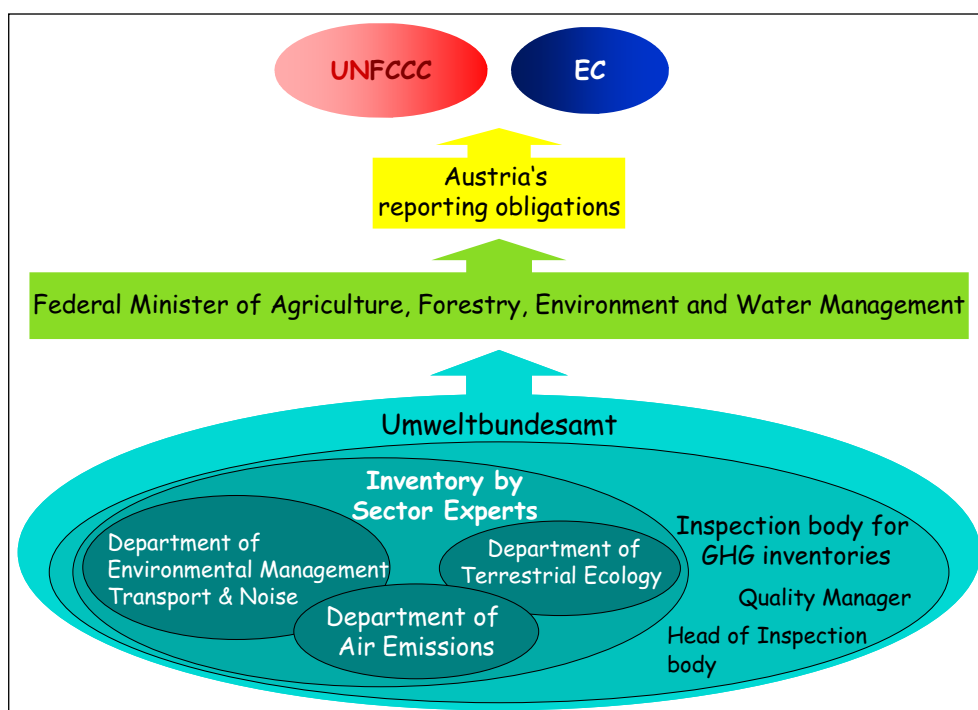 UNFCCC
EC
Austria's
reporting obligations
Federal Minister of Agriculture, Forestry, Environment and Water Management
Umweltbundesamt
Inventory by
Sector Experts
Department of
Environmental Management
Transport & Noise
Department of
Terrestrial Ecology
Department of
Air Emissions
Inspection body for
GHG inventories
Quality Manager
Head of Inspection
body